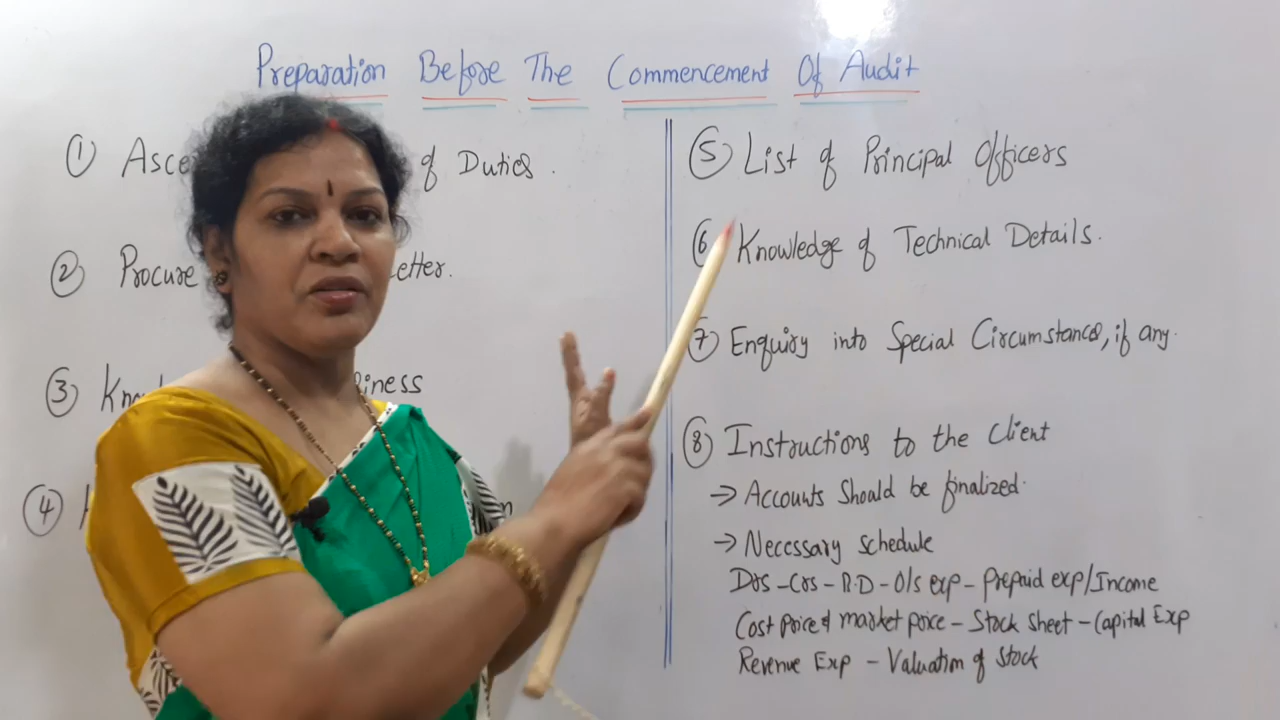 Preparation Before The Commencement Of Audit
① Asce of Duties.
② Procure etter.
③ Kno iness
④
⑤ List of Principal Officers
⑥ Knowledge of Technical Details.
⑦ Enquiry into Special Circumstances, if any.
⑧ Instructions to the Client
→ Accounts Should be finalized.
→ Necessary schedule
Drs - Crs - B.D - O/s exp - Prepaid exp/Income
Cost price & market price - Stock sheet - Capital Exp
Revenue Exp - Valuation of Stock